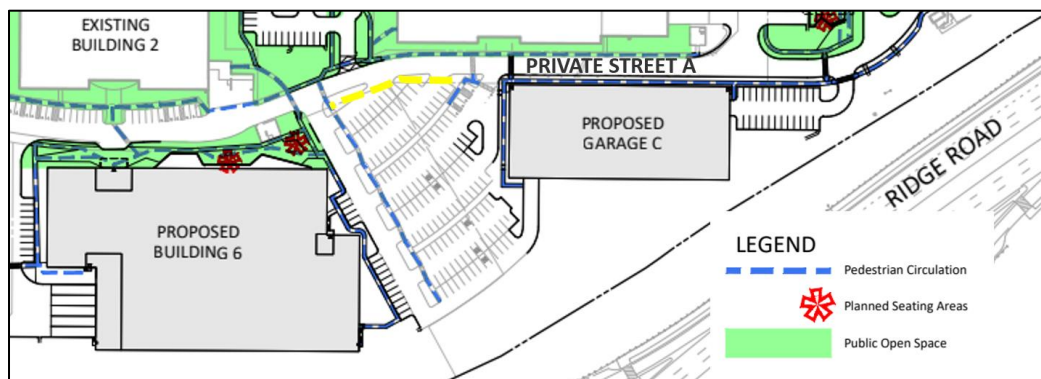 EXISTING
BUILDING 2
PRIVATE STREET A
PROPOSED
GARAGE C
RIDGE ROAD
PROPOSED
BUILDING 6
LEGEND
Pedestrian Circulation
Planned Seating Areas
Public Open Space